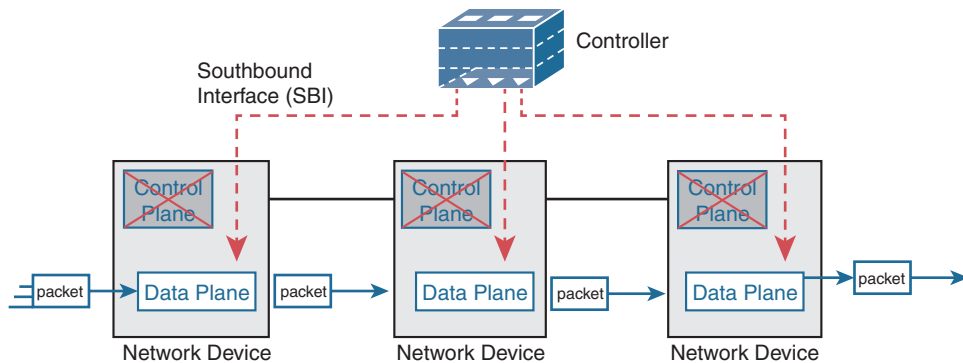 Controller
Southbound
Interface (SBI)
Control
Plane
Control
Plane
Control
Plane
packet
Data Plane
packet
Data Plane
packet
Data Plane
packet
Network Device
Network Device
Network Device